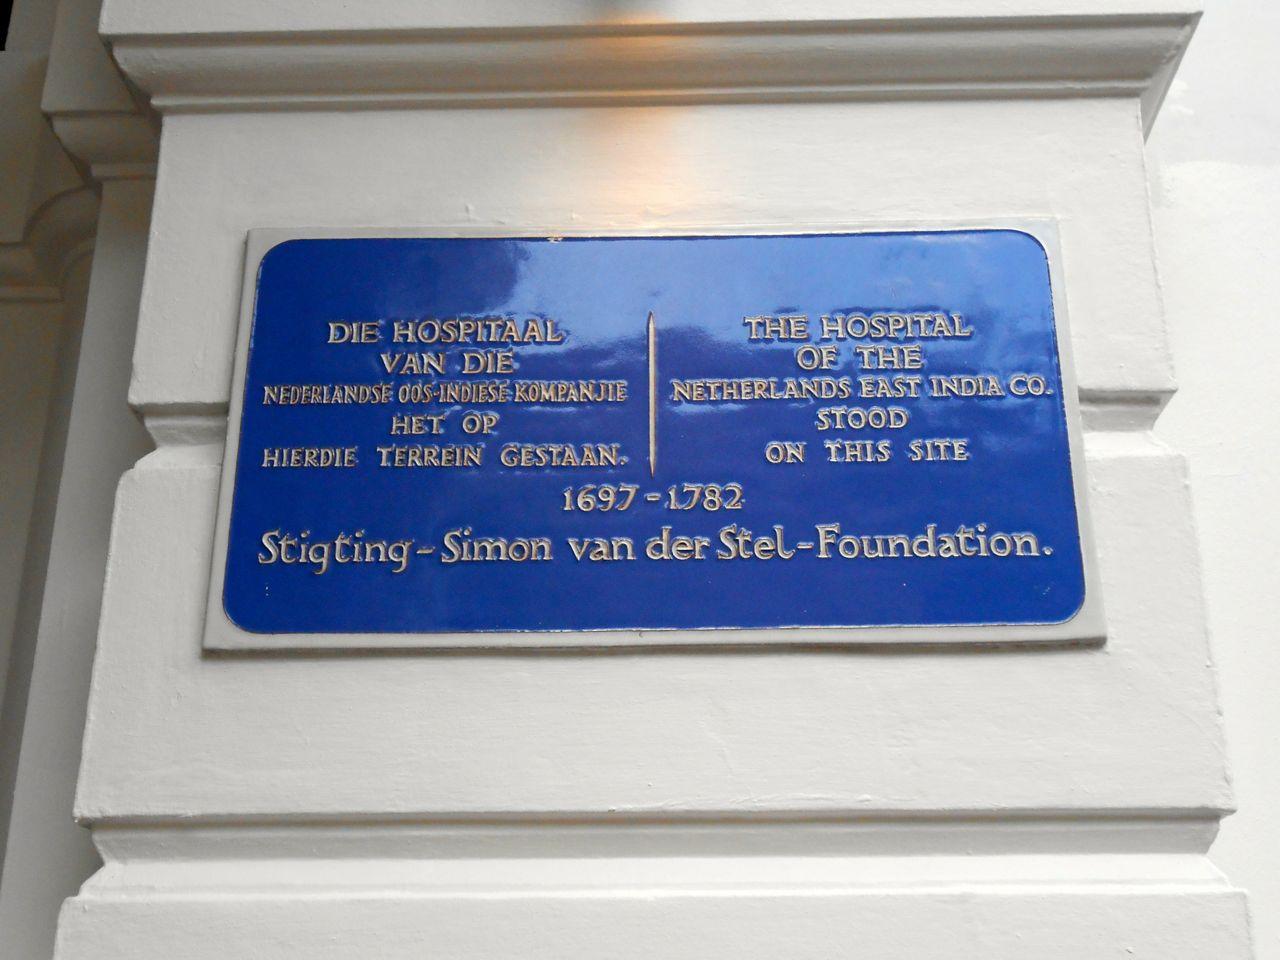 DIE HOSPITAAL
VAN DIE
NEDERLANDSE OOS-INDIESE KOMPANJIE
HET OP
HIERDIE TERREIN GESTAAN.
THE HOSPITAL
OF THE
NETHERLANDS EAST INDIA CO.
STOOD
ON THIS SITE
1697-1782.
Stigting-Simon van der Stel-Foundation.